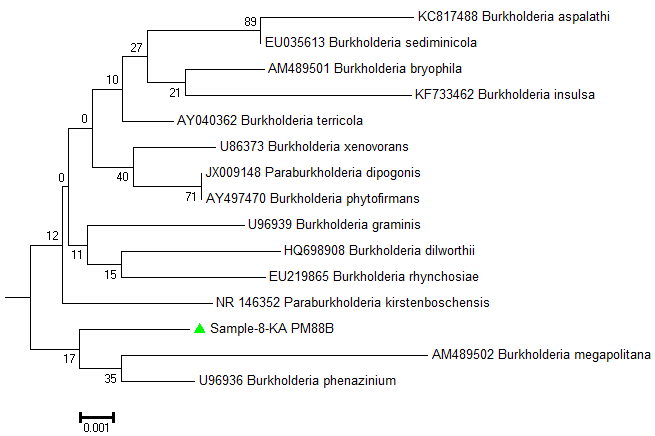 89
KC817488 Burkholderia aspalathi
EU035613 Burkholderia sediminicola
27
AM489501 Burkholderia bryophila
10
21
KF733462 Burkholderia insulsa
0
AY040362 Burkholderia terricola
U86373 Burkholderia xenovorans
0
40
JX009148 Paraburkholderia dipogonis
71
AY497470 Burkholderia phytofirmans
U96939 Burkholderia graminis
12
11
HQ698908 Burkholderia dilworthii
15
EU219865 Burkholderia rhynchosiae
NR 146352 Paraburkholderia kirstenboschensis
Sample-8-KA PM88B
17
AM489502 Burkholderia megapolitana
35
U96936 Burkholderia phenazinium
0.001